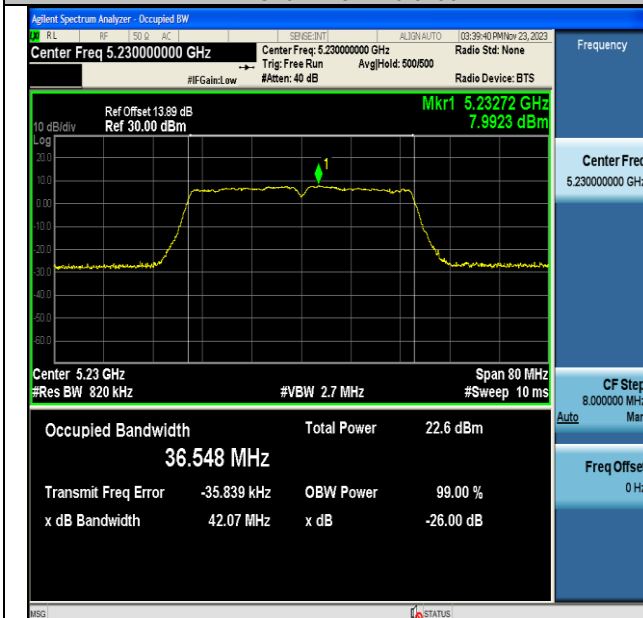 Agilent Spectrum Analyzer - Occupied BW
LXI RL RF 50 Ω AC SENSE:INT ALIGN AUTO 03:39:40 PM Nov 23, 2023
Center Freq 5.230000000 GHz
Center Freq: 5.230000000 GHz
Radio Std: None
Trig: Free Run Avg|Hold: 500/500
#IFGain:Low #Atten: 40 dB Radio Device: BTS
Frequency
Ref Offset 13.89 dB
Mkr1 5.23272 GHz
10 dB/div Ref 30.00 dBm 7.9923 dBm
Log
20.0
10.0
0.00
-10.0
-20.0
-30.0
-40.0
-50.0
-60.0
1
Center Freq
5.230000000 GHz
Center 5.23 GHz Span 80 MHz
#Res BW 820 kHz #VBW 2.7 MHz #Sweep 10 ms
CF Step
8.000000 MHz
Auto Man
Occupied Bandwidth Total Power 22.6 dBm
36.548 MHz
Transmit Freq Error -35.839 kHz OBW Power 99.00 %
x dB Bandwidth 42.07 MHz x dB -26.00 dB
Freq Offset
0 Hz
MSG STATUS